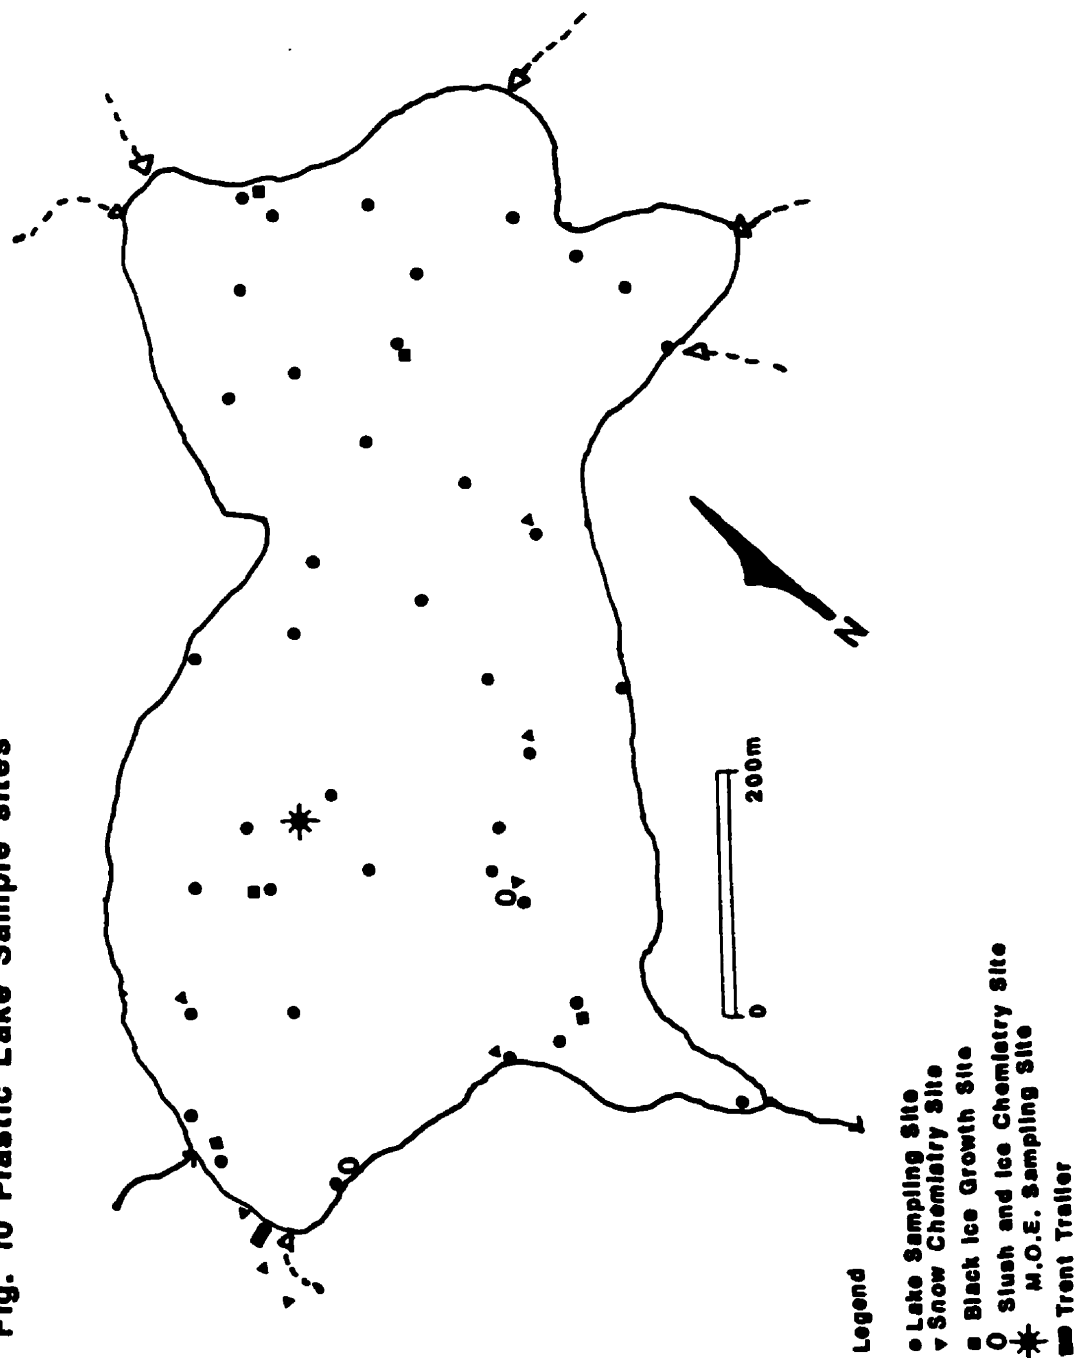 Fig. 10 Plastic Lake Sample Sites
N
0
200m
Legend
Lake Sampling Site
Snow Chemistry Site
Black Ice Growth Site
Slush and Ice Chemistry Site
M.O.E. Sampling Site
Trent Trailer